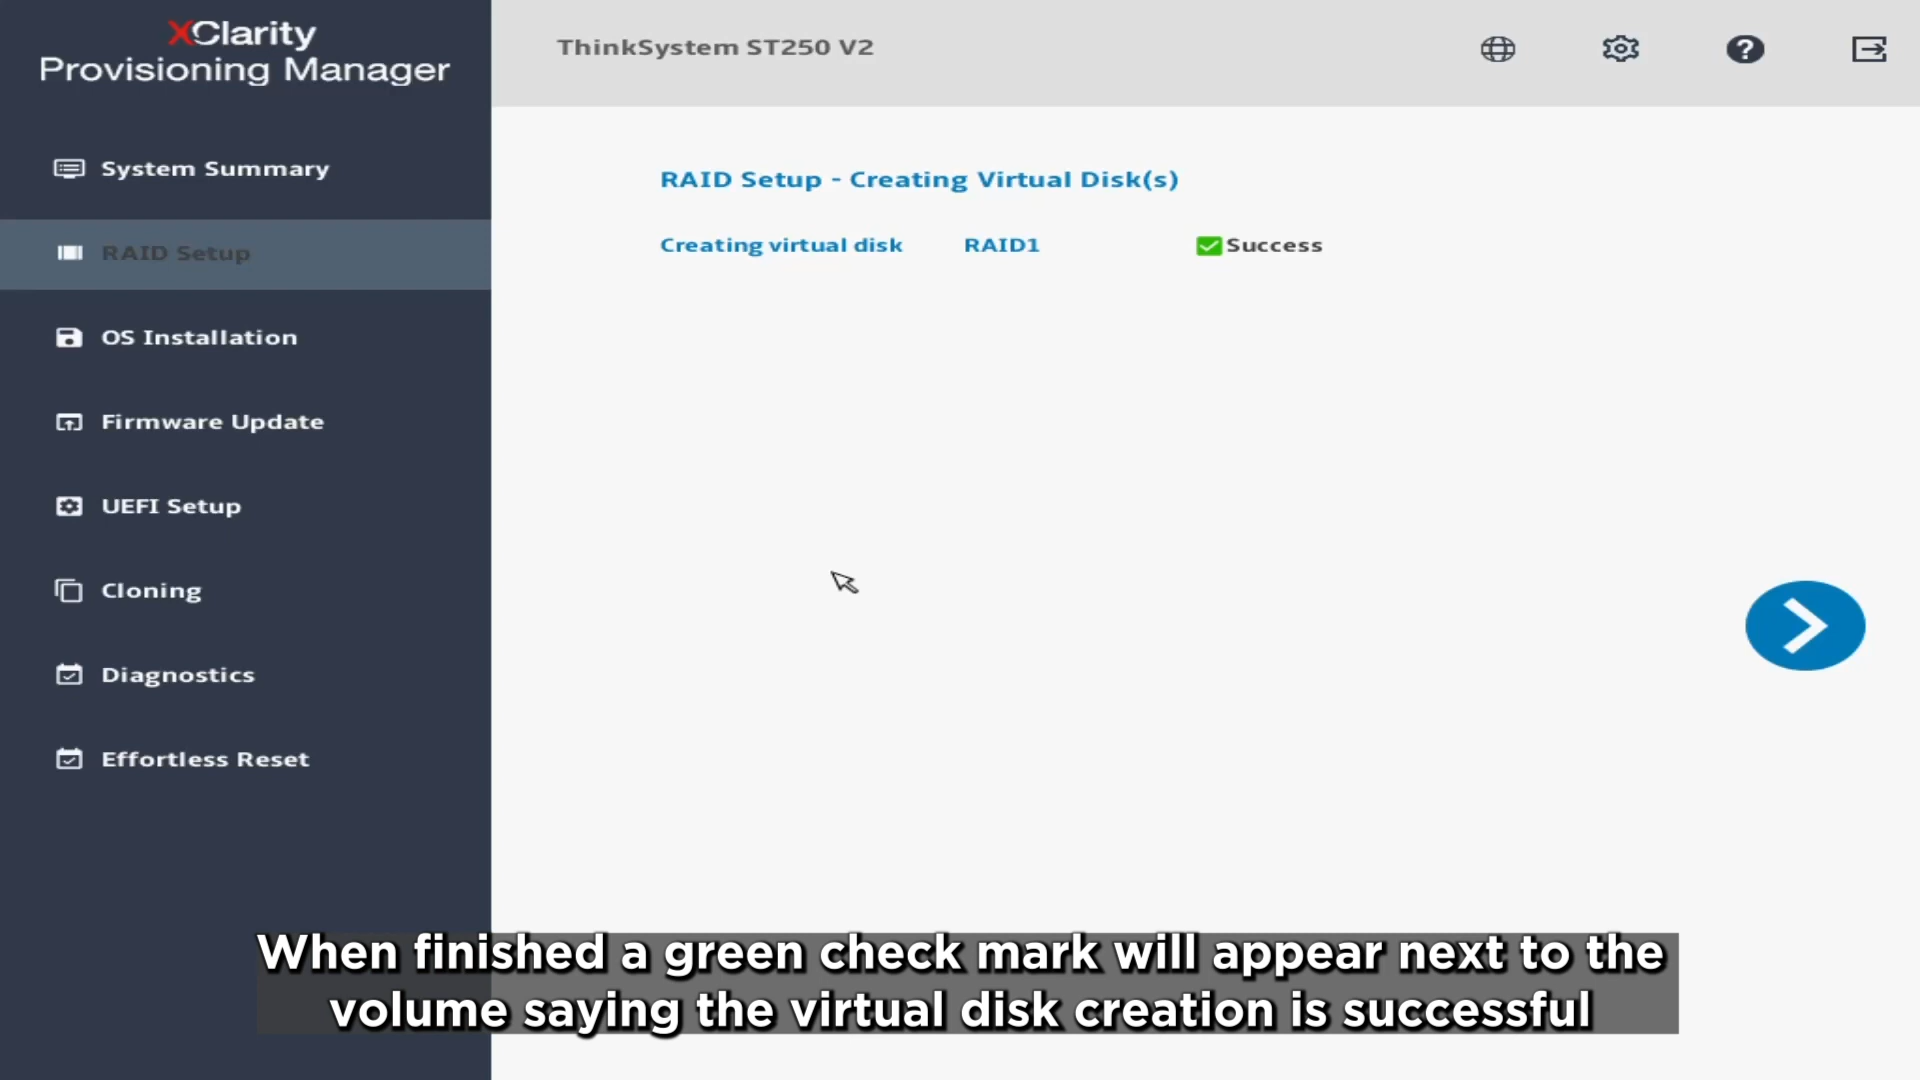 XClarity
Provisioning Manager
ThinkSystem ST250 V2
System Summary
RAID Setup
OS Installation
Firmware Update
UEFI Setup
Cloning
Diagnostics
Effortless Reset
RAID Setup - Creating Virtual Disk(s)
Creating virtual disk RAID1 Success
When finished a green check mark will appear next to the
volume saying the virtual disk creation is successful